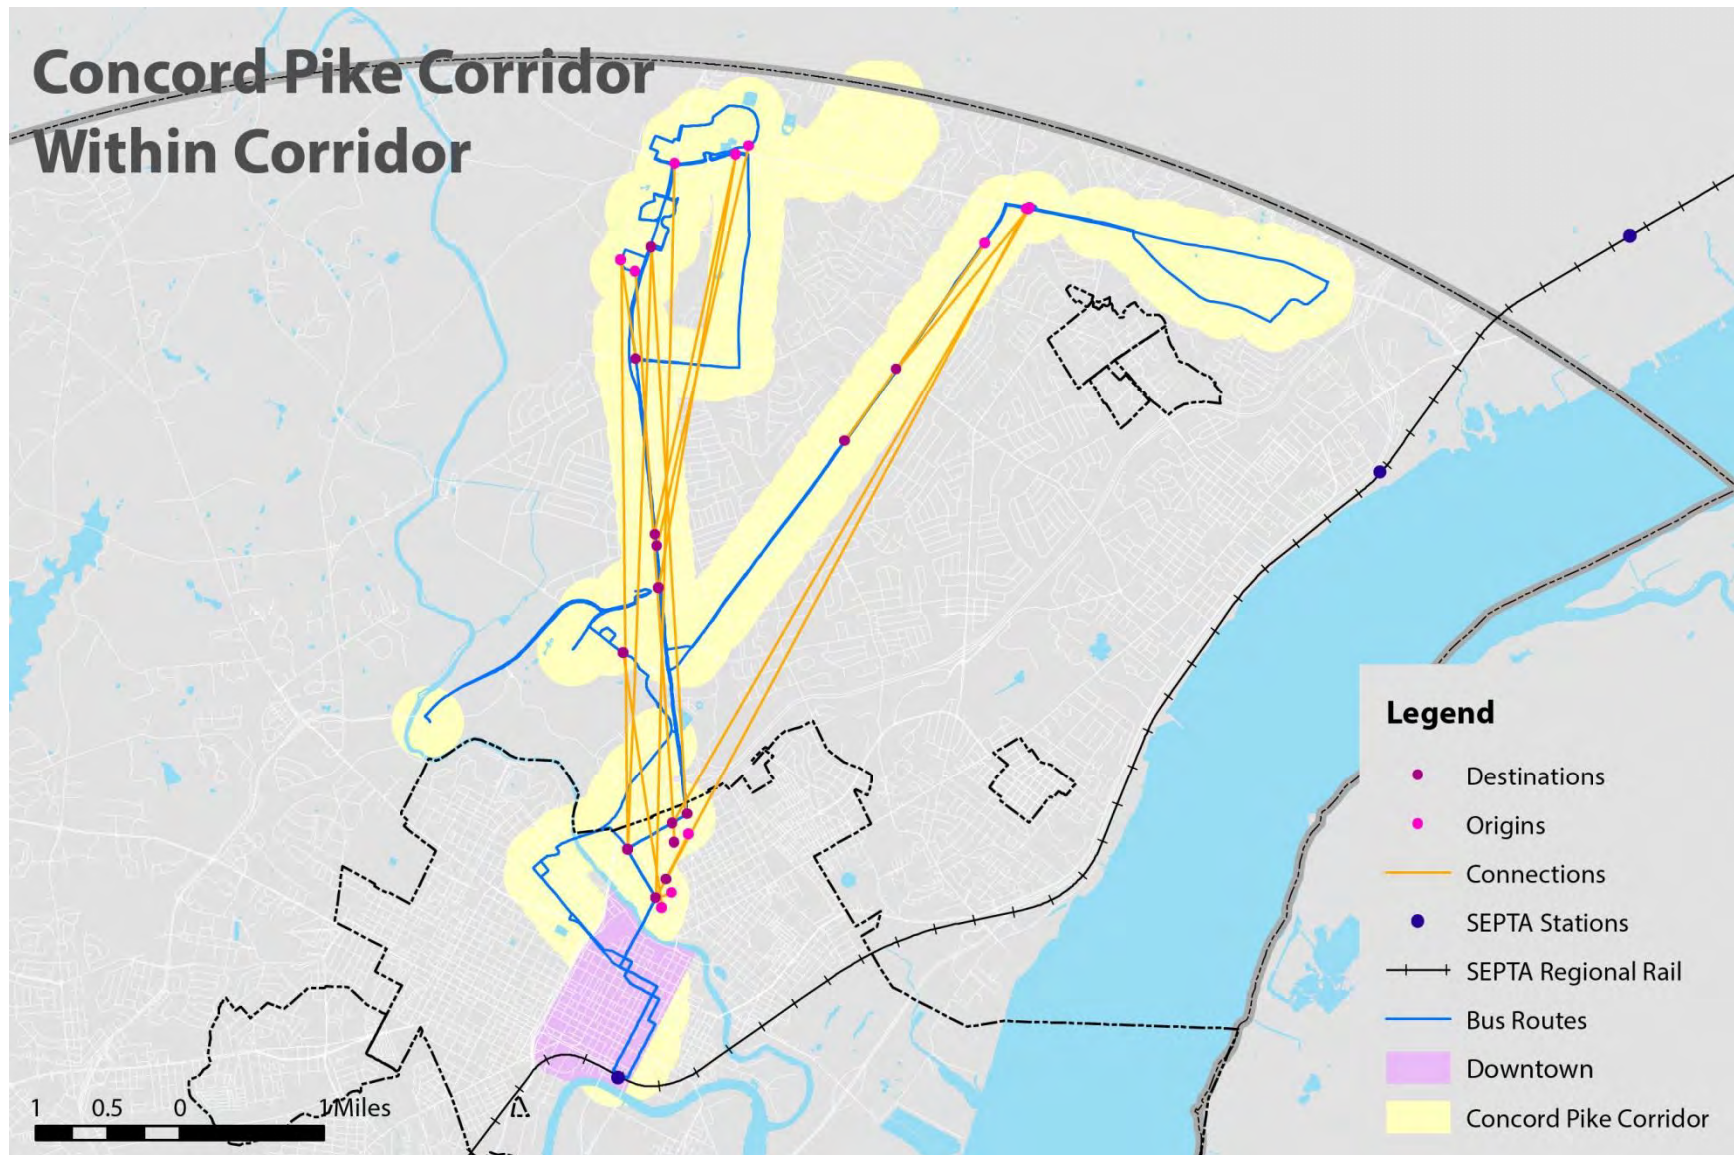 Concord Pike Corridor
Within Corridor
Legend
Destinations
Origins
Connections
SEPTA Stations
SEPTA Regional Rail
Bus Routes
Downtown
Concord Pike Corridor
1 0.5 0 1 Miles